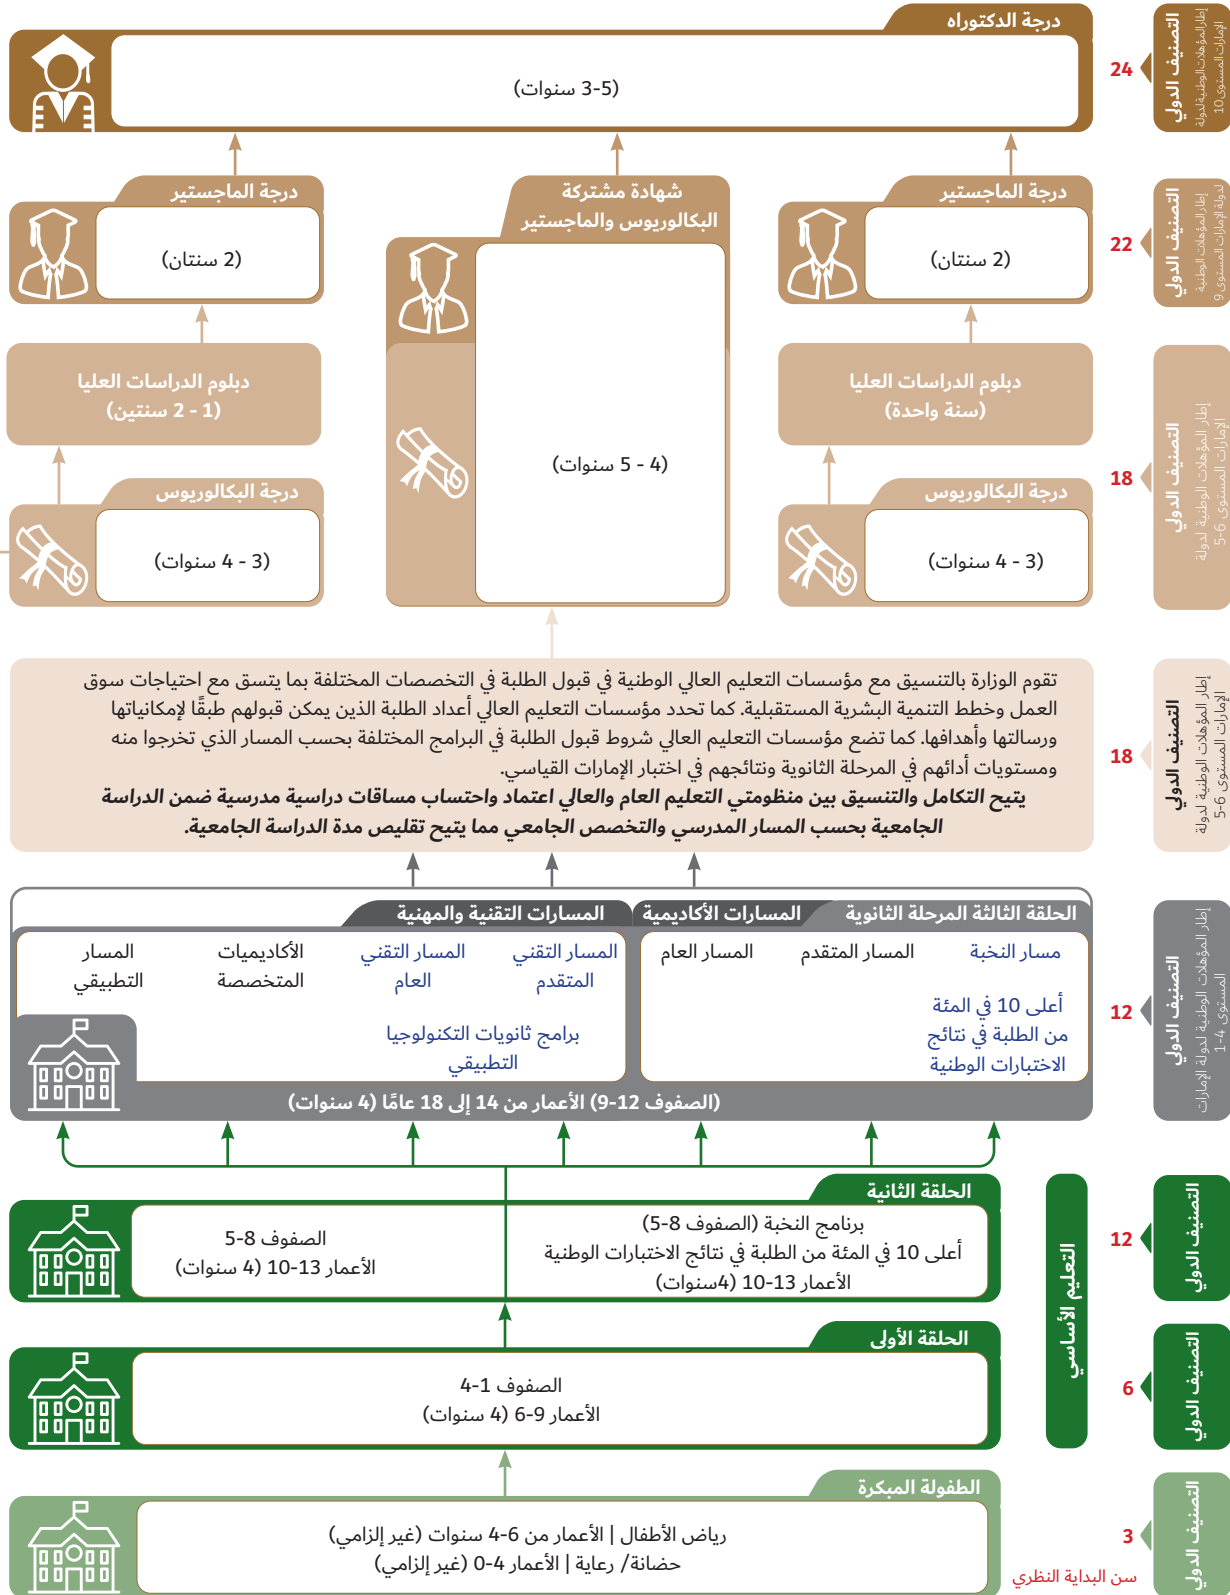 درجة الدكتوراه
(3-5 سنوات)
24
التصنيف الدولي
إطار المؤهلات الوطنية لدولة
الإمارات المستوى 10
درجة الماجستير
(2 سنتان)
شهادة مشتركة
البكالوريوس والماجستير
(4 - 5 سنوات)
درجة الماجستير
(2 سنتان)
22
التصنيف الدولي
إطار المؤهلات الوطنية
لدولة الإمارات المستوى 9
دبلوم الدراسات العليا
(سنة واحدة)
دبلوم الدراسات العليا
(1 - 2 سنتين)
18
التصنيف الدولي
إطار المؤهلات الوطنية لدولة
الإمارات المستوى 6-5
درجة البكالوريوس
(3 - 4 سنوات)
درجة البكالوريوس
(3 - 4 سنوات)
تقوم الوزارة بالتنسيق مع مؤسسات التعليم العالي الوطنية في قبول الطلبة في التخصصات المختلفة بما يتسق مع احتياجات سوق
العمل وخطط التنمية البشرية المستقبلية. كما تحدد مؤسسات التعليم العالي أعداد الطلبة الذين يمكن قبولهم طبقًا لإمكانياتها
ورسالتها وأهدافها. كما تضع مؤسسات التعليم العالي شروط قبول الطلبة في البرامج المختلفة بحسب المسار الذي تخرجوا منه
ومستويات أدائهم في المرحلة الثانوية ونتائجهم في اختبار الإمارات القياسي.
يتيح التكامل والتنسيق بين منظومتي التعليم العام والعالي اعتماد واحتساب مساقات دراسية مدرسية ضمن الدراسة
الجامعية بحسب المسار المدرسي والتخصص الجامعي مما يتيح تقليص مدة الدراسة الجامعية.
18
التصنيف الدولي
إطار المؤهلات الوطنية لدولة
الإمارات المستوى 6-5
الحلقة الثالثة المرحلة الثانوية
المسارات الأكاديمية
المسارات التقنية والمهنية
مسار النخبة
أعلى 10 في المئة
من الطلبة في نتائج
الاختبارات الوطنية
المسار المتقدم
المسار العام
المسار التقني
المتقدم
المسار التقني
العام
برامج ثانويات التكنولوجيا
التطبيقي
الأكاديميات
المتخصصة
المسار
التطبيقي
(الصفوف 12-9) الأعمار من 14 إلى 18 عامًا (4 سنوات)
12
التصنيف الدولي
إطار المؤهلات الوطنية لدولة الإمارات
المستوى 4-1
التعليم الأساسي
الحلقة الثانية
برنامج النخبة (الصفوف 8-5)
أعلى 10 في المئة من الطلبة في نتائج الاختبارات الوطنية
الأعمار 13-10 (4سنوات)
الصفوف 8-5
الأعمار 13-10 (4 سنوات)
12
التصنيف الدولي
الحلقة الأولى
الصفوف 1-4
الأعمار 9-6 (4 سنوات)
6
التصنيف الدولي
الطفولة المبكرة
رياض الأطفال | الأعمار من 6-4 سنوات (غير إلزامي)
حضانة/ رعاية | الأعمار 4-0 (غير إلزامي)
3
سن البداية النظري
التصنيف الدولي